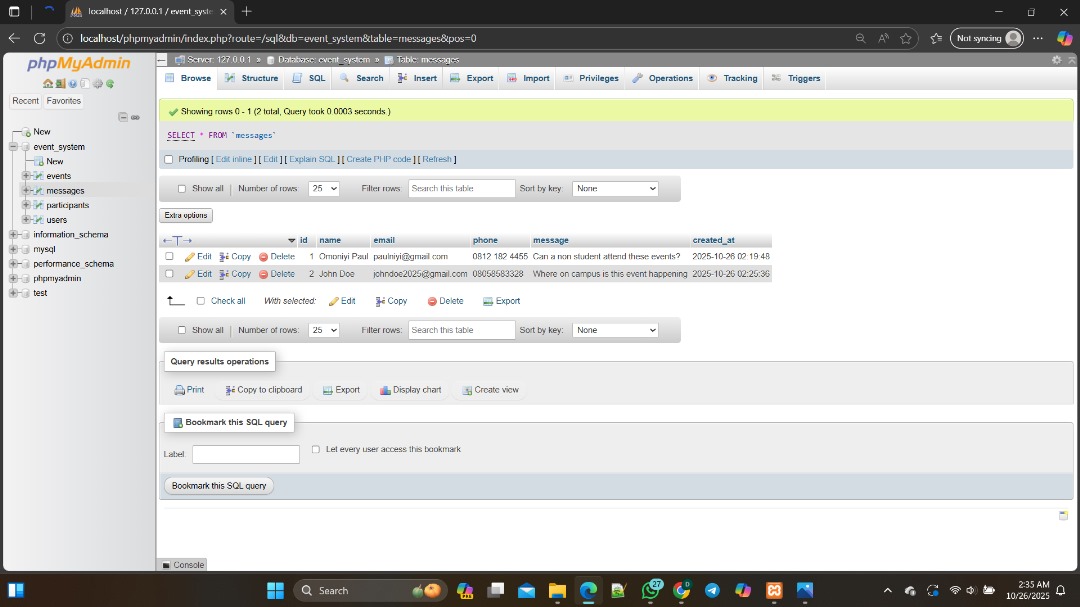 localhost / 127.0.0.1 / event_syste
localhost/phpmyadmin/index.php?route=/sql&db=event_system&table=messages&pos=0
Not syncing
phpMyAdmin
Recent Favorites
New
event_system
New
events
messages
participants
users
information_schema
mysql
performance_schema
phpmyadmin
test
Server: 127.0.0.1 » Database: event_system » Table: messages
Browse Structure SQL Search Insert Export Import Privileges Operations Tracking Triggers
Showing rows 0 - 1 (2 total, Query took 0.0003 seconds.)
SELECT * FROM `messages`
Profiling [ Edit inline ] [ Edit ] [ Explain SQL ] [ Create PHP code ] [ Refresh ]
Show all Number of rows: 25 Filter rows: Search this table Sort by key: None
Extra options
id name email phone message created_at
Edit Copy Delete 1 Omoniyi Paul paulniyi@gmail.com 0812 182 4455 Can a non student attend these events? 2025-10-26 02:19:48
Edit Copy Delete 2 John Doe johndoe2025@gmail.com 08058583328 Where on campus is this event happening 2025-10-26 02:25:36
Check all With selected: Edit Copy Delete Export
Show all Number of rows: 25 Filter rows: Search this table Sort by key: None
Query results operations
Print Copy to clipboard Export Display chart Create view
Bookmark this SQL query
Label: Let every user access this bookmark
Bookmark this SQL query
Console
Search
27
2:35 AM
10/26/2025